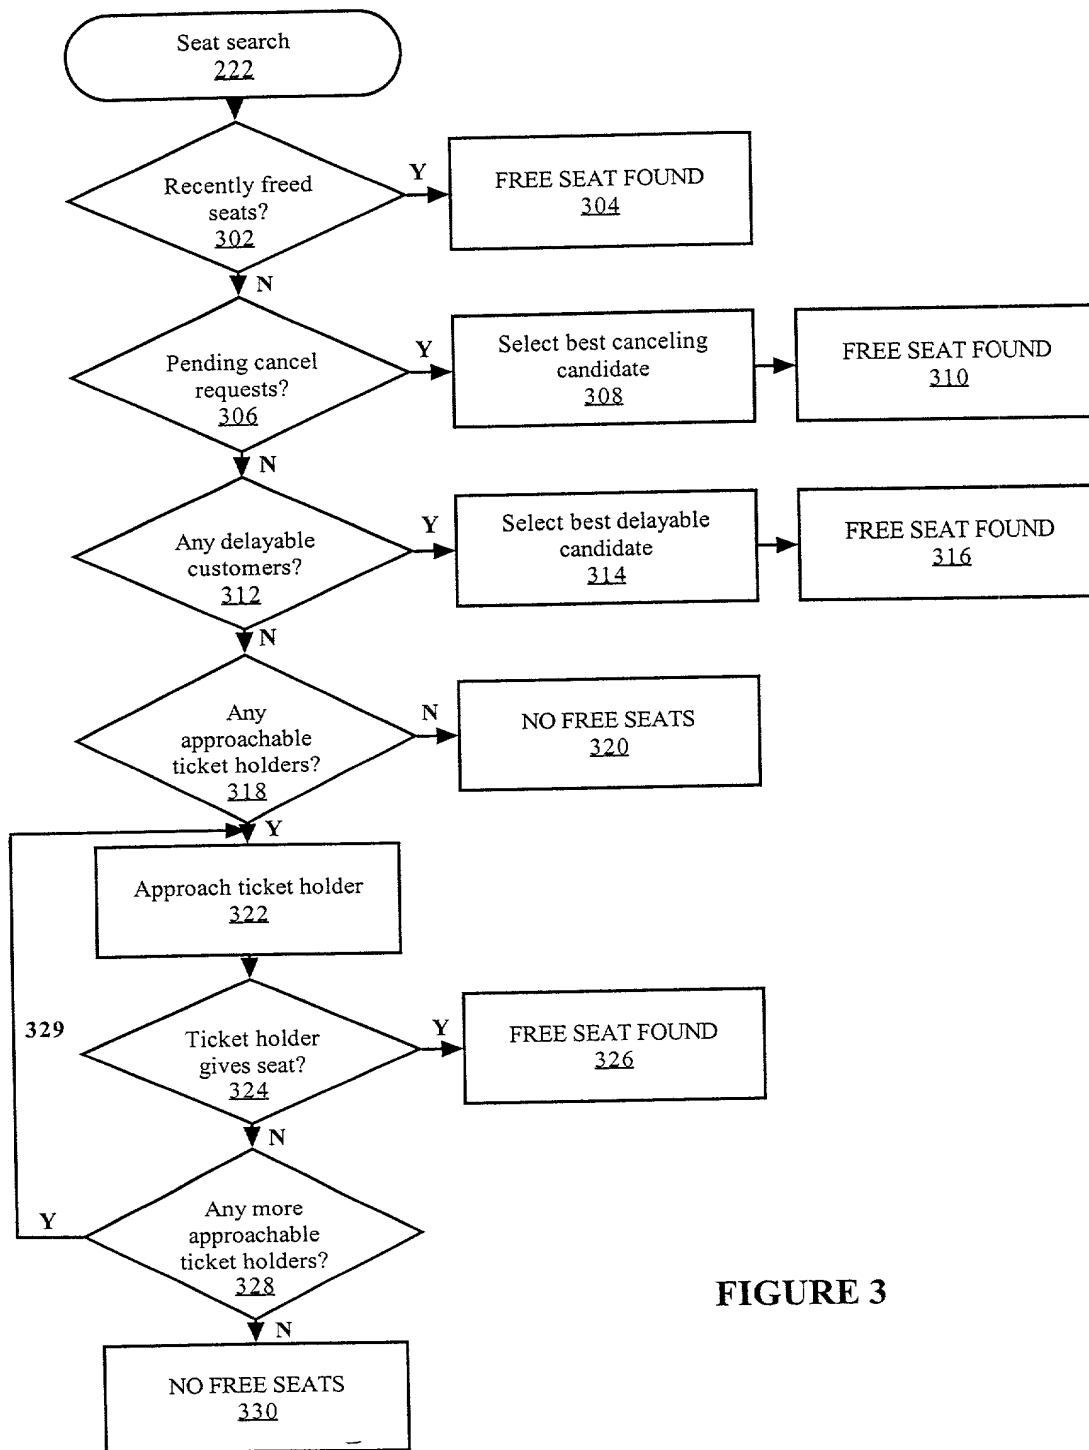 Seat search
222
Recently freed
seats?
302
Y
FREE SEAT FOUND
304
N
Pending cancel
requests?
306
Y
Select best canceling
candidate
308
FREE SEAT FOUND
310
N
Any delayable
customers?
312
Y
Select best delayable
candidate
314
FREE SEAT FOUND
316
N
Any
approachable
ticket holders?
318
N
NO FREE SEATS
320
Y
Approach ticket holder
322
329
Ticket holder
gives seat?
324
Y
FREE SEAT FOUND
326
N
Y
Any more
approachable
ticket holders?
328
FIGURE 3
N
NO FREE SEATS
330